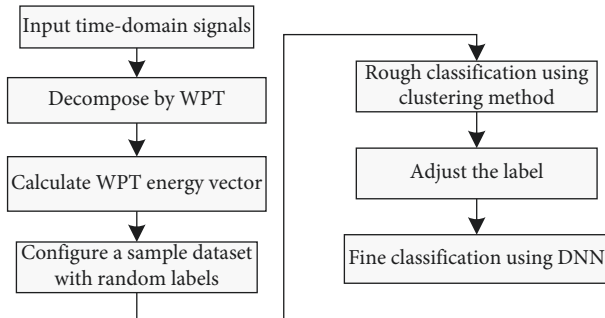 Input time-domain signals
Decompose by WPT
Calculate WPT energy vector
Configure a sample dataset
with random labels
Rough classification using
clustering method
Adjust the label
Fine classification using DNN